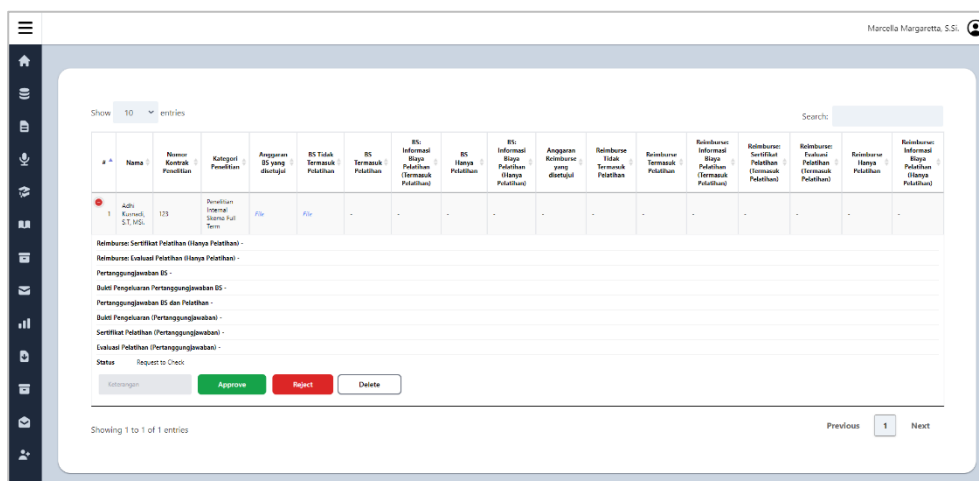 Marcella Margaretta, S.Si.
Show 10 entries
Search:
#
Nama
Nomor Kontrak Penelitian
Kategori Penelitian
Anggaran BS yang disetujui
BS Tidak Termasuk Pelatihan
BS Termasuk Pelatihan
BS: Informasi Biaya Pelatihan (Termasuk Pelatihan)
BS Hanya Pelatihan
BS: Informasi Biaya Pelatihan (Hanya Pelatihan)
Anggaran Reimburse yang disetujui
Reimburse Tidak Termasuk Pelatihan
Reimburse Termasuk Pelatihan
Reimburse: Informasi Biaya Pelatihan (Termasuk Pelatihan)
Reimburse: Sertifikat Pelatihan (Termasuk Pelatihan)
Reimburse: Evaluasi Pelatihan (Termasuk Pelatihan)
Reimburse Hanya Pelatihan
Reimburse: Informasi Biaya Pelatihan (Hanya Pelatihan)
1
Adhi Kusnadi, S.T, MSi.
123
Penelitian Internal Skema Full Term
File
File
-
-
-
-
-
-
-
-
-
-
-
-
Reimburse: Sertifikat Pelatihan (Hanya Pelatihan) -
Reimburse: Evaluasi Pelatihan (Hanya Pelatihan) -
Pertanggungjawaban BS -
Bukti Pengeluaran Pertanggungjawaban BS -
Pertanggungjawaban BS dan Pelatihan -
Bukti Pengeluaran (Pertanggungjawaban) -
Sertifikat Pelatihan (Pertanggungjawaban) -
Evaluasi Pelatihan (Pertanggungjawaban) -
Status Request to Check
Keterangan
Approve
Reject
Delete
Showing 1 to 1 of 1 entries
Previous 1 Next